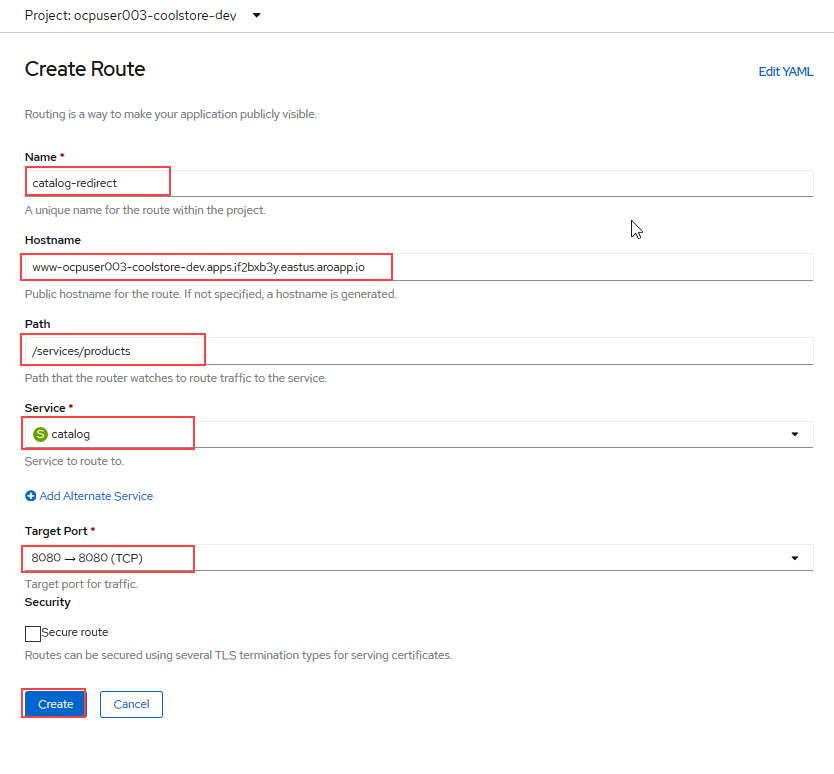 Project: ocpuser003-coolstore-dev
Create Route
Edit YAML
Routing is a way to make your application publicly visible.
Name *
catalog-redirect
A unique name for the route within the project.
Hostname
www-ocpuser003-coolstore-dev.apps.if2bxb3y.eastus.aroapp.io
Public hostname for the route. If not specified, a hostname is generated.
Path
/services/products
Path that the router watches to route traffic to the service.
Service *
S catalog
Service to route to.
Add Alternate Service
Target Port *
8080 → 8080 (TCP)
Target port for traffic.
Security
Secure route
Routes can be secured using several TLS termination types for serving certificates.
Create
Cancel